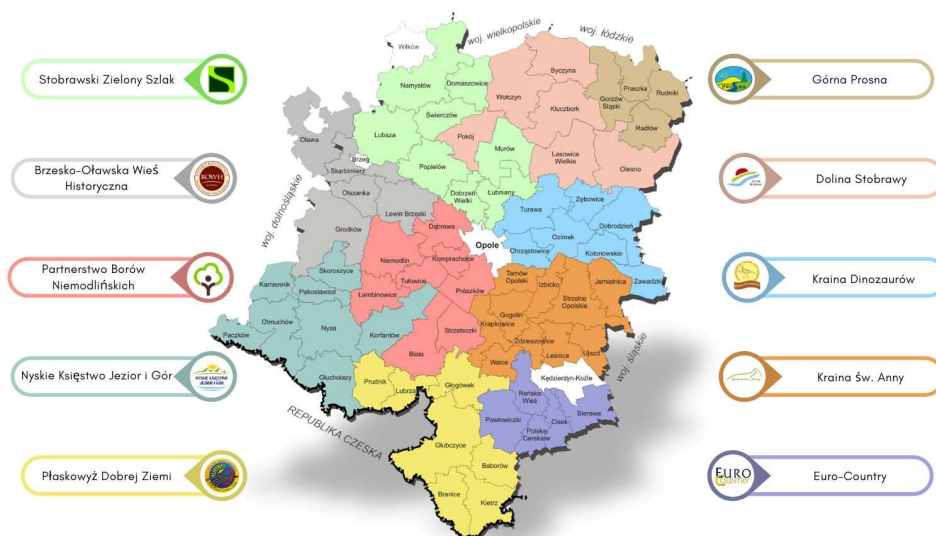 Stobrawski Zielony Szlak
Brzesko-Oławska Wieś
Historyczna
BOWH
Partnerstwo Borów
Niemodlińskich
Nyskie Księstwo Jezior i Gór
NYSKIE KSIĘSTWO
JEZIOR I GÓR
Płaskowyż Dobrej Ziemi
woj. wielkopolskie
woj. łódzkie
woj. dolnośląskie
woj. śląskie
REPUBLIKA CZESKA
Wilków
Namysłów
Domaszowice
Świerczów
Lubsza
Pokój
Murów
Popielów
Dobrzeń
Wielki
Łubniany
Byczyna
Wołczyn
Kluczbork
Lasowice
Wielkie
Olesno
Gorzów
Śląski
Praszka
Rudniki
Radłów
Oława
Brzeg
Skarbimierz
Olszanka
Lewin Brzeski
Grodków
Dąbrowa
Niemodlin
Komprachcice
Tułowice
Łambinowice
Prószków
Strzeleczki
Biała
Opole
Turawa
Zębowice
Dobrodzień
Ozimek
Chrząstowice
Kolonowskie
Zawadzkie
Tarnów
Opolski
Izbicko
Jemielnica
Strzelce
Opolskie
Gogolin
Krapkowice
Zdzieszowice
Leśnica
Ujazd
Walce
Kamiennik
Skoroszyce
Pakosławice
Otmuchów
Nysa
Paczków
Korfantów
Głuchołazy
Prudnik
Lubrza
Głogówek
Głubczyce
Baborów
Branice
Kietrz
Kędzierzyn-Koźle
Reńska
Wieś
Pawłowiczki
Polska
Cerekiew
Cisek
Bierawa
Górna Prosna
Dolina Stobrawy
Kraina Dinozaurów
Kraina św. Anny
EURO
COUNTRY
Euro-Country